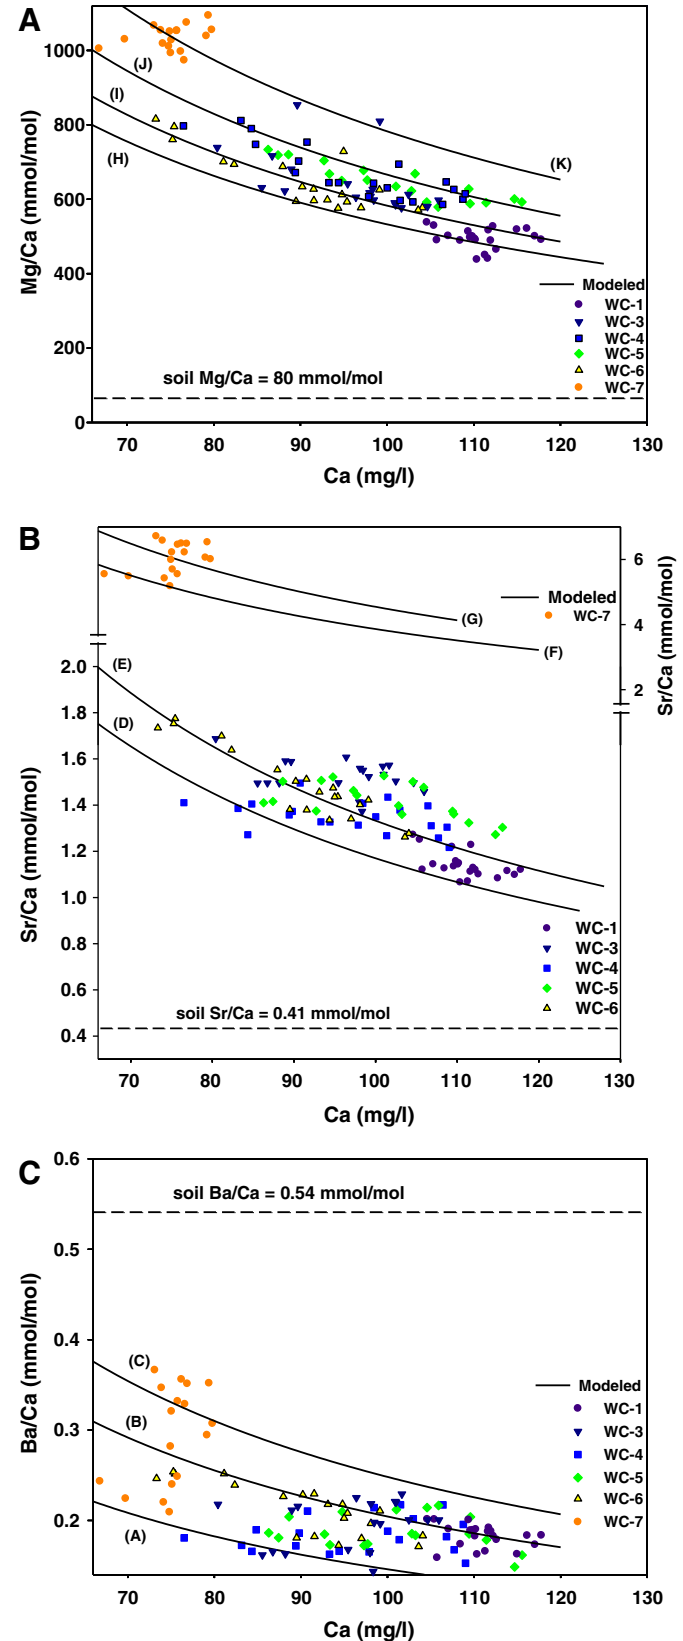 A
1000
800
600
400
200
0
Mg/Ca (mmol/mol)
(J)
(I)
(H)
(K)
Modeled
WC-1
WC-3
WC-4
WC-5
WC-6
WC-7
soil Mg/Ca = 80 mmol/mol
70 80 90 100 110 120 130
Ca (mg/l)
B
(G)
(F)
Modeled
WC-7
6
4
2
Sr/Ca (mmol/mol)
(E)
(D)
2.0
1.8
1.6
1.4
1.2
1.0
0.8
0.6
0.4
Sr/Ca (mmol/mol)
WC-1
WC-3
WC-4
WC-5
WC-6
soil Sr/Ca = 0.41 mmol/mol
70 80 90 100 110 120 130
Ca (mg/l)
C
0.6
0.5
0.4
0.3
0.2
Ba/Ca (mmol/mol)
soil Ba/Ca = 0.54 mmol/mol
(C)
(B)
(A)
Modeled
WC-1
WC-3
WC-4
WC-5
WC-6
WC-7
70 80 90 100 110 120 130
Ca (mg/l)